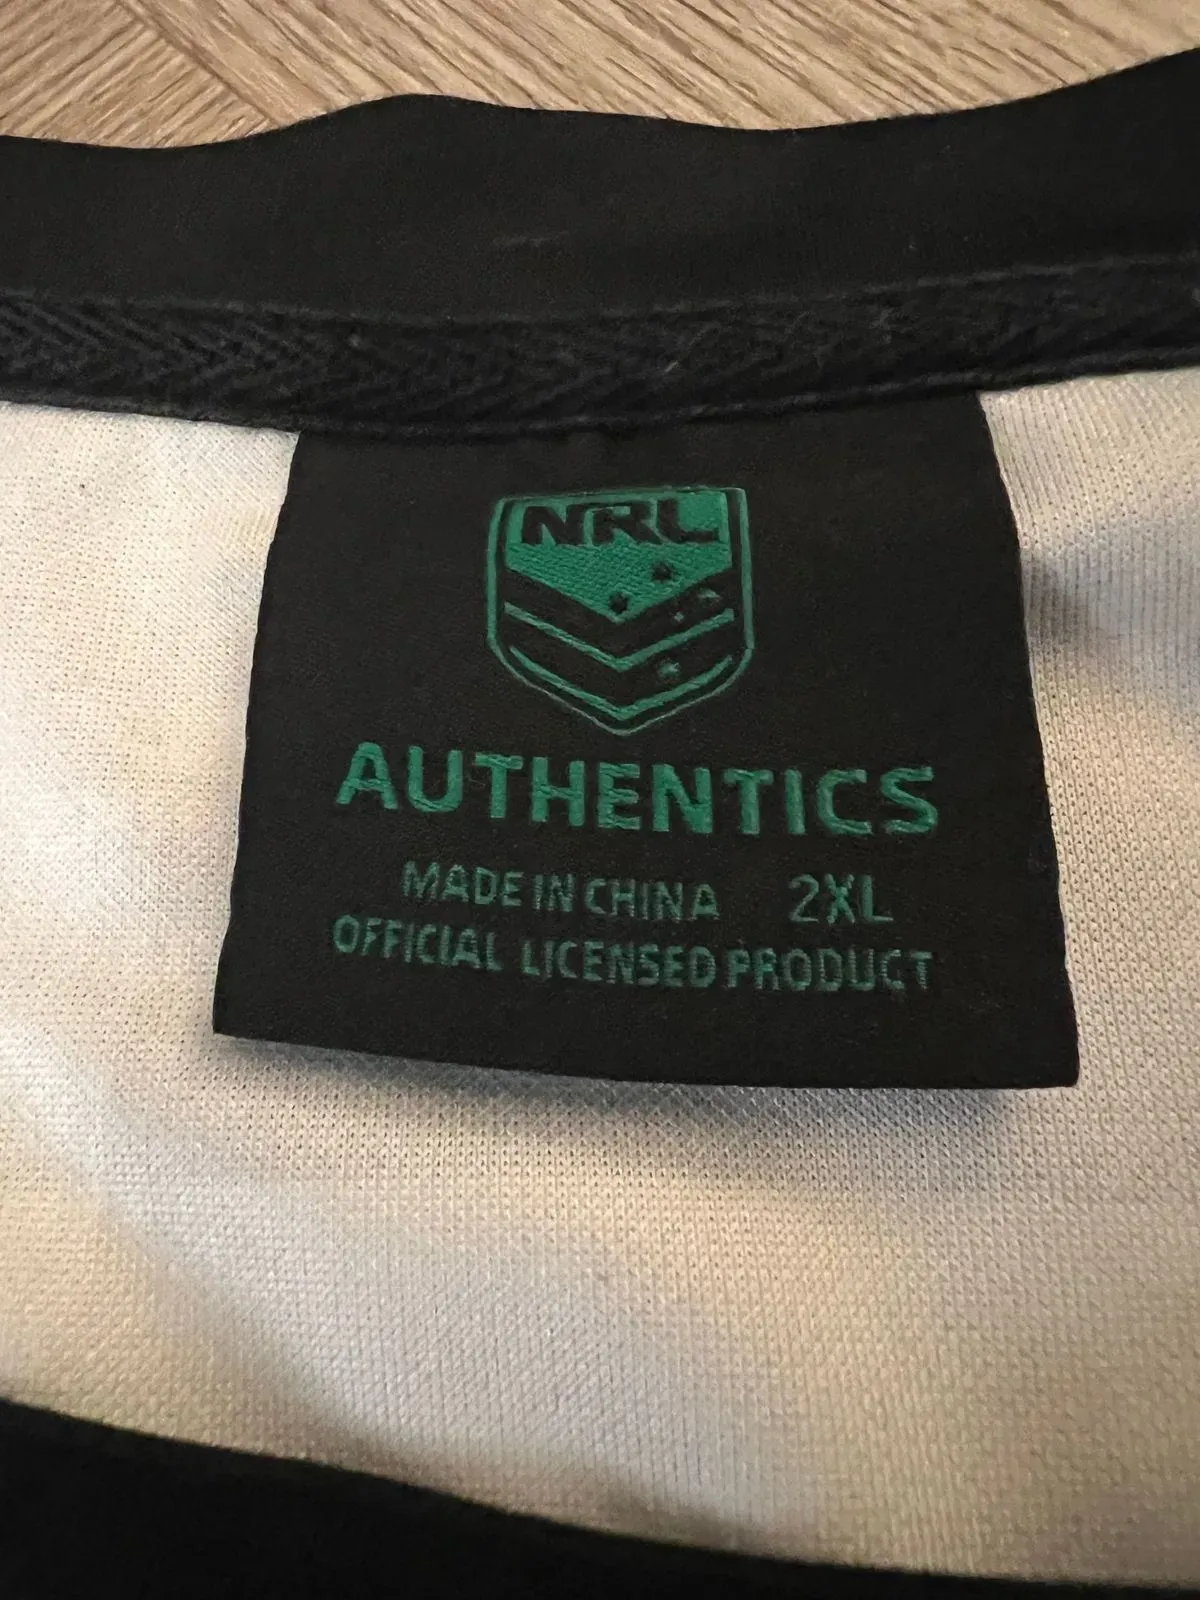 NRL
AUTHENTICS
MADE IN CHINA 2XL
OFFICIAL LICENSED PRODUCT